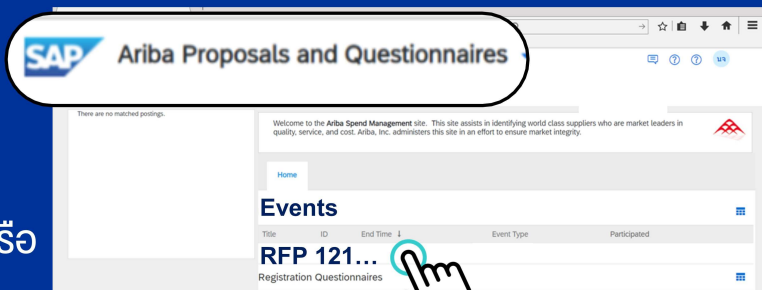 SAP Ariba Proposals and Questionnaires
บจ
There are no matched postings.
Welcome to the Ariba Spend Management site. This site assists in identifying world class suppliers who are market leaders in
quality, service, and cost. Ariba, Inc. administers this site in an effort to ensure market integrity.
Home
Events
Title ID End Time ↓ Event Type Participated
RFP 121...
Registration Questionnaires